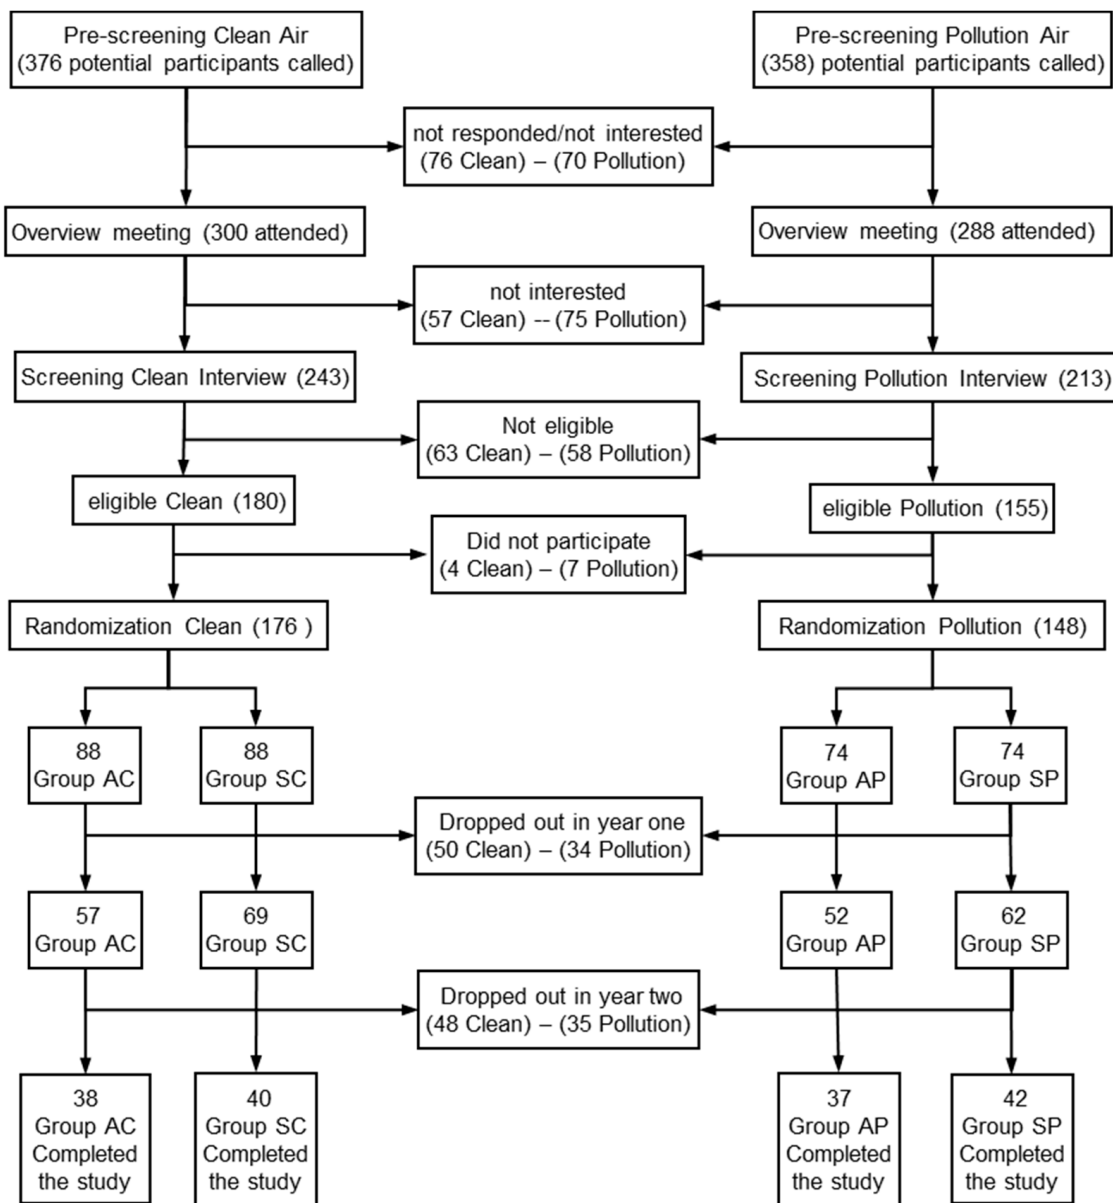 Pre-screening Clean Air
(376 potential participants called)
Pre-screening Pollution Air
(358) potential participants called)
not responded/not interested
(76 Clean) – (70 Pollution)
Overview meeting (300 attended)
Overview meeting (288 attended)
not interested
(57 Clean) -- (75 Pollution)
Screening Clean Interview (243)
Screening Pollution Interview (213)
Not eligible
(63 Clean) – (58 Pollution)
eligible Clean (180)
eligible Pollution (155)
Did not participate
(4 Clean) – (7 Pollution)
Randomization Clean (176 )
Randomization Pollution (148)
88
Group AC
88
Group SC
74
Group AP
74
Group SP
Dropped out in year one
(50 Clean) – (34 Pollution)
57
Group AC
69
Group SC
52
Group AP
62
Group SP
Dropped out in year two
(48 Clean) – (35 Pollution)
38
Group AC
Completed
the study
40
Group SC
Completed
the study
37
Group AP
Completed
the study
42
Group SP
Completed
the study